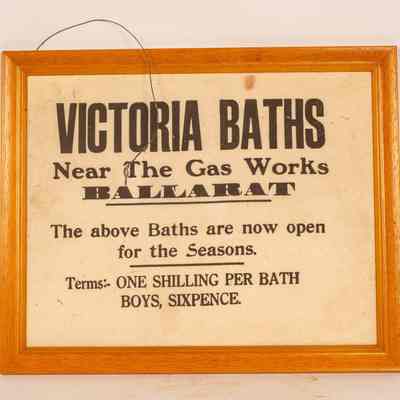 VICTORIA BATHS
Near The Gas Works
BALLARAT
The above Baths are now open
for the Seasons.
Terms:- ONE SHILLING PER BATH
BOYS, SIXPENCE.